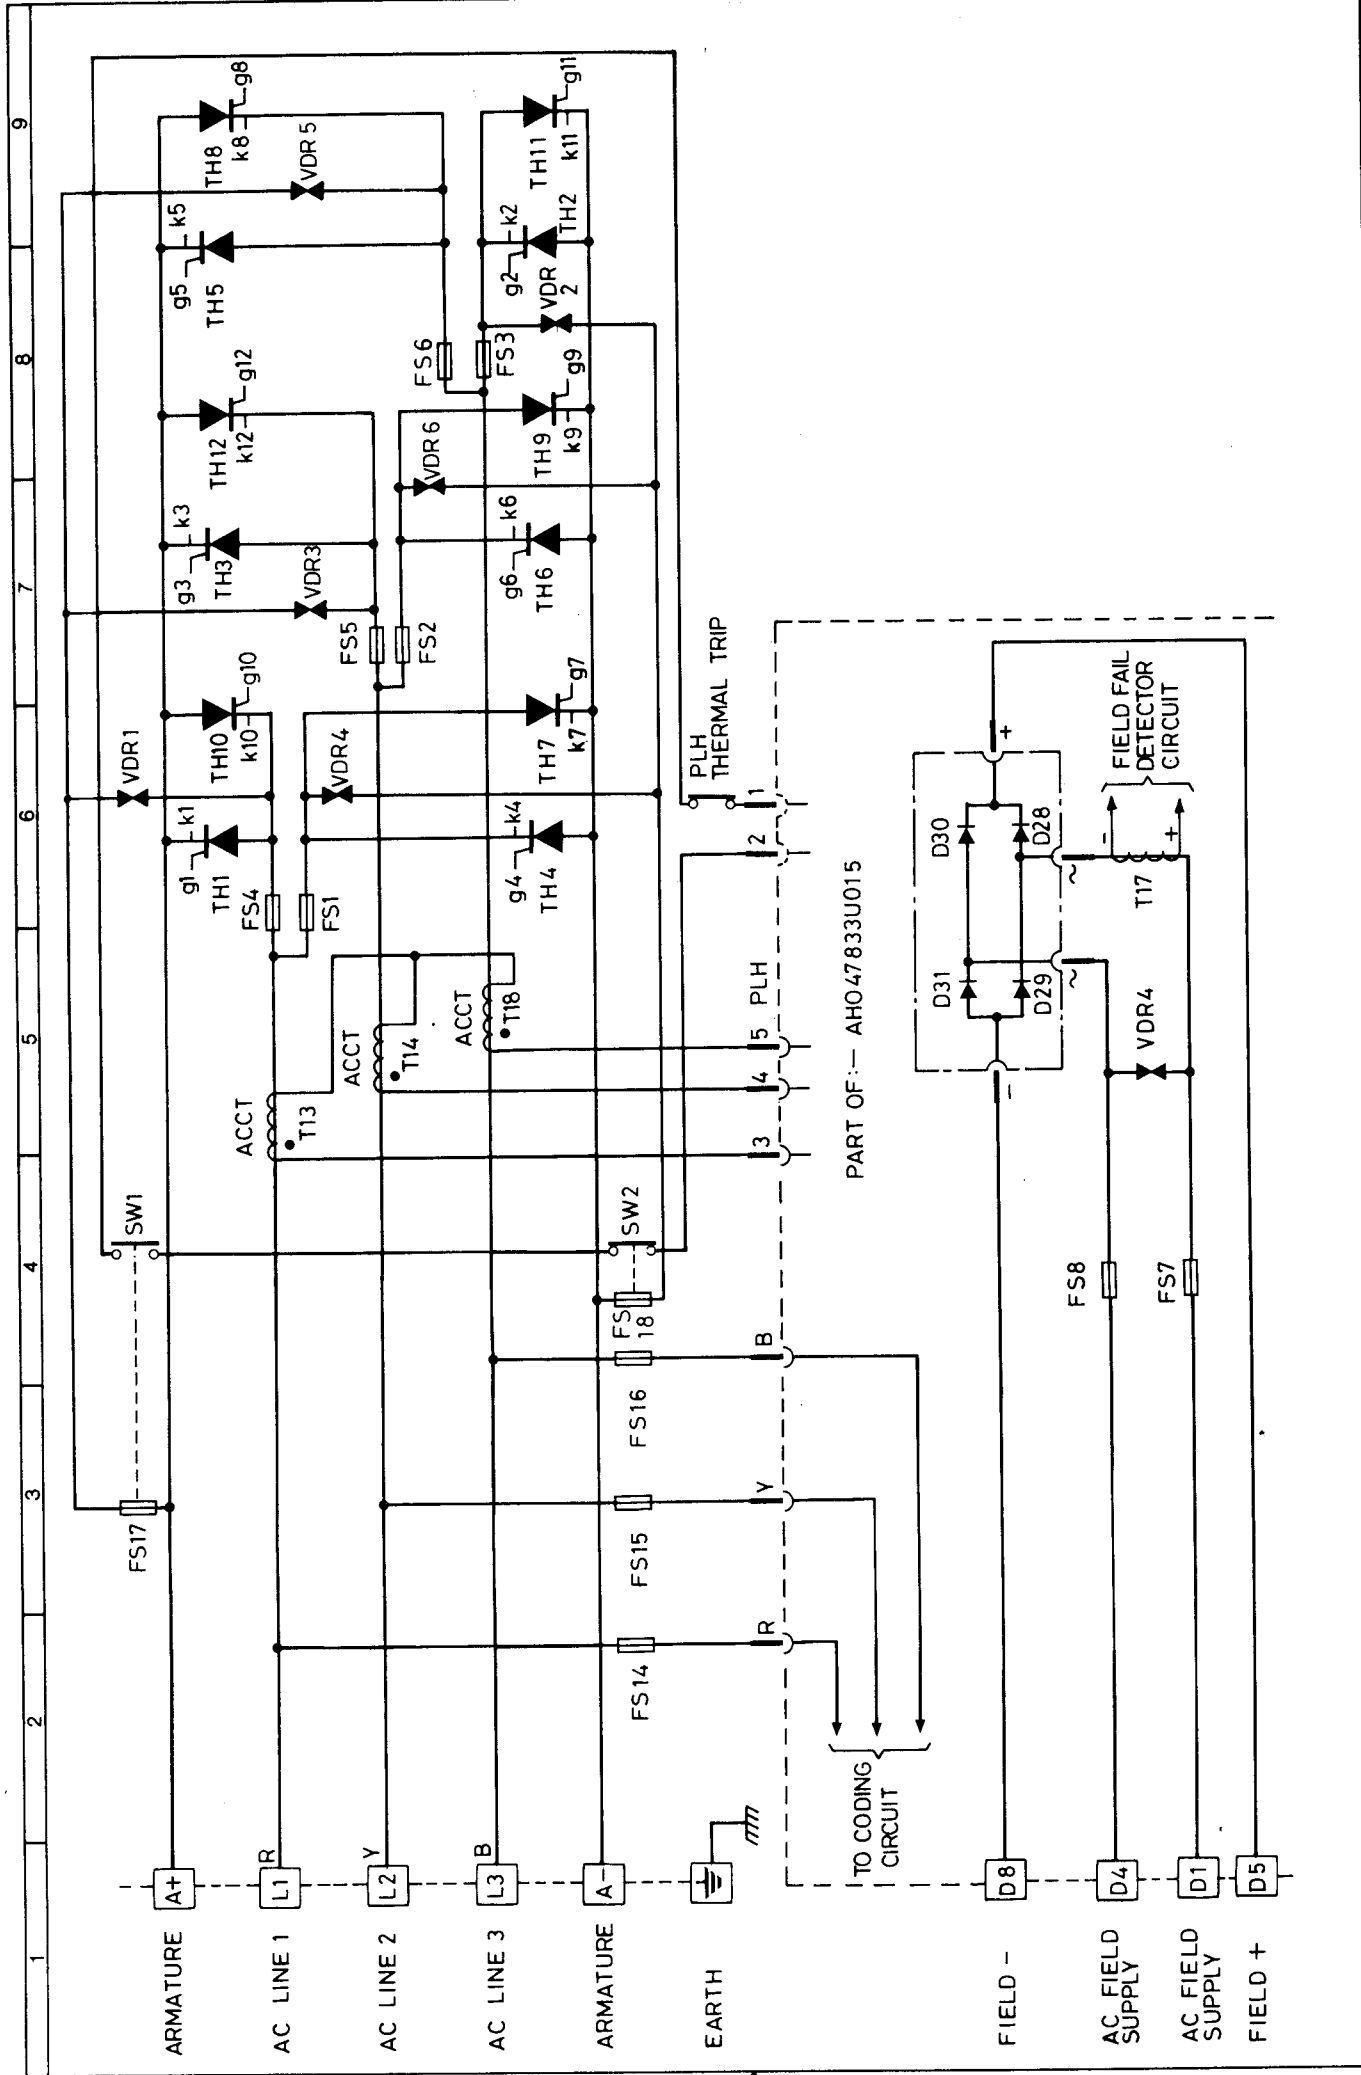 1
2
3
4
5
6
7
8
9
ARMATURE
A+
FS17
SW1
VDR1
g1
k1
TH1
TH10
k10
g10
g3
k3
TH3
VDR3
TH12
k12
g12
g5
k5
TH5
TH8
k8
g8
VDR5
AC LINE 1
L1
R
ACCT
T13
FS4
FS1
VDR4
AC LINE 2
L2
Y
ACCT
T14
FS5
FS2
VDR6
AC LINE 3
L3
B
ACCT
T18
FS6
FS3
g4
k4
TH4
TH7
k7
g7
g6
k6
TH6
TH9
k9
g9
g2
k2
TH2
VDR
2
TH11
k11
g11
ARMATURE
A-
FS
18
SW2
FS14
FS15
FS16
EARTH
R
Y
B
3
4
5
PLH
2
1
PLH
THERMAL TRIP
TO CODING
CIRCUIT
PART OF:- AH047833U015
FIELD -
D8
-
D31
D30
D29
D28
+
~
~
AC FIELD
SUPPLY
D4
FS8
VDR4
T17
-
+
FIELD FAIL
DETECTOR
CIRCUIT
AC FIELD
SUPPLY
D1
FS7
FIELD +
D5